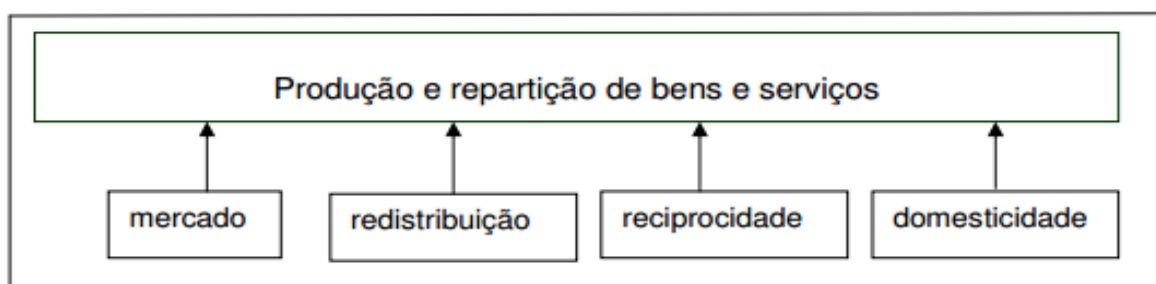 Produção e repartição de bens e serviços
mercado redistribuição reciprocidade domesticidade